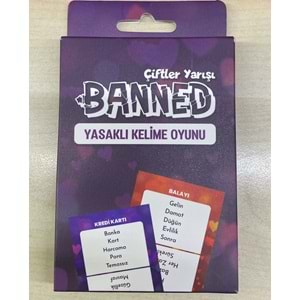 Çiftler Yarışı
BANNED
YASAKLI KELİME OYUNU
KREDİ KARTI
Banka
Kart
Harcama
Para
Temassız
BALAYI
Gelin
Damat
Düğün
Evlilik
Sonra
Güzellik